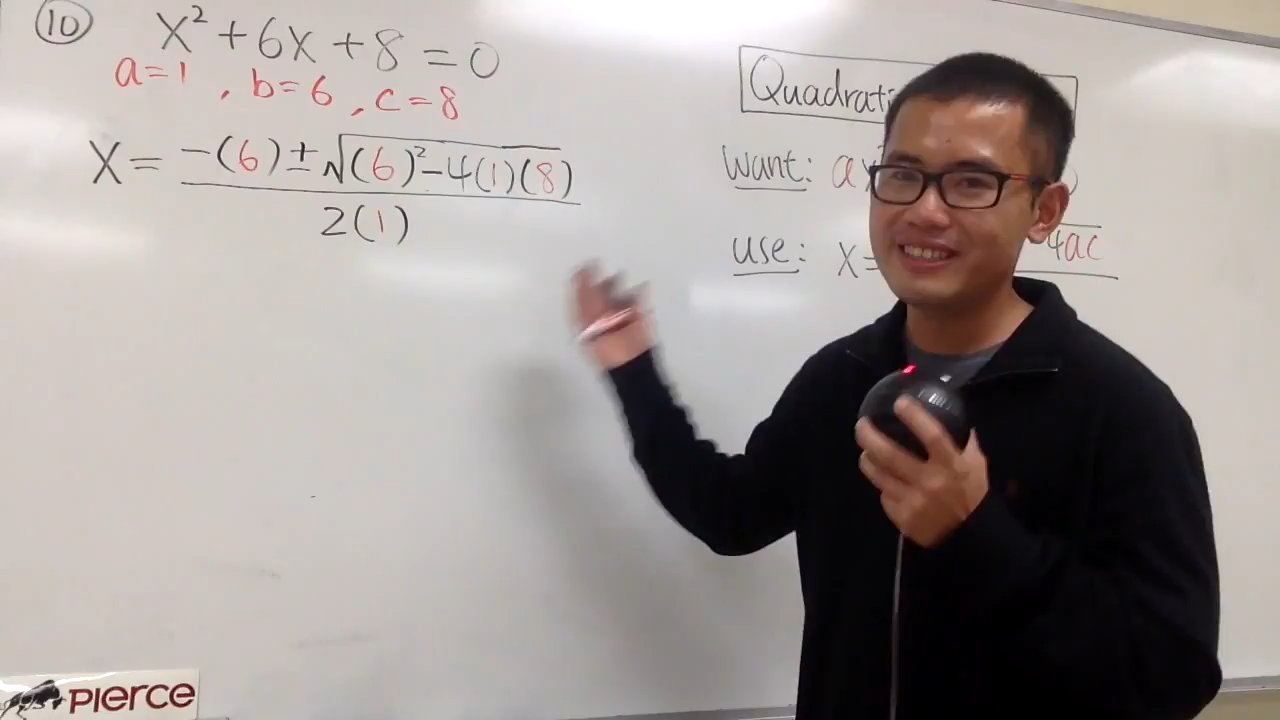 10 x² + 6x + 8 = 0
a=1, b=6, c=8
x = -(6) ± √(6)² - 4(1)(8)
2(1)
Quadrati
want: ax
use: x= 4ac
PIERCE